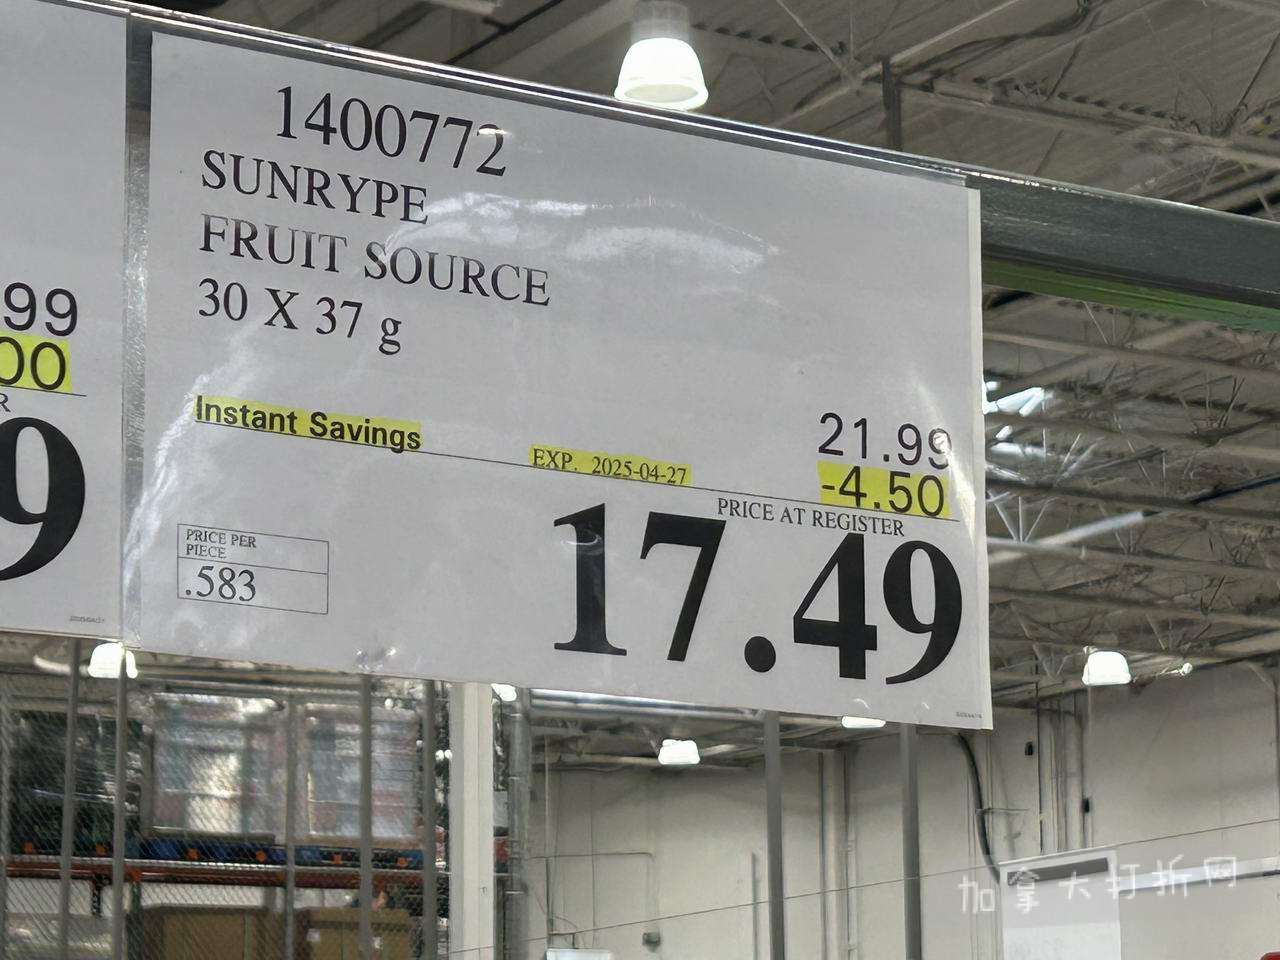 .99
00
R
9
1400772
SUNRYPE
FRUIT SOURCE
30 X 37 g
Instant Savings
EXP. 2025-04-27
21.99
-4.50
PRICE AT REGISTER
17.49
PRICE PER
PIECE
.583
加拿大打折网